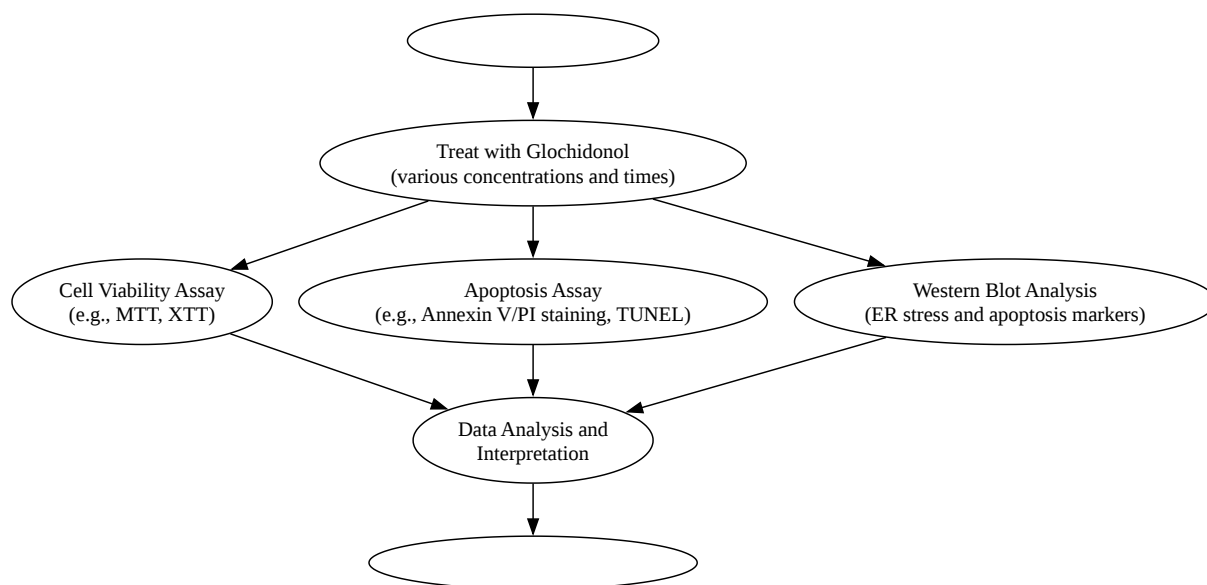 Treat with Glochidonol
(various concentrations and times)
Cell Viability Assay
(e.g., MTT, XTT)
Apoptosis Assay
(e.g., Annexin V/PI staining, TUNEL)
Western Blot Analysis
(ER stress and apoptosis markers)
Data Analysis and
Interpretation